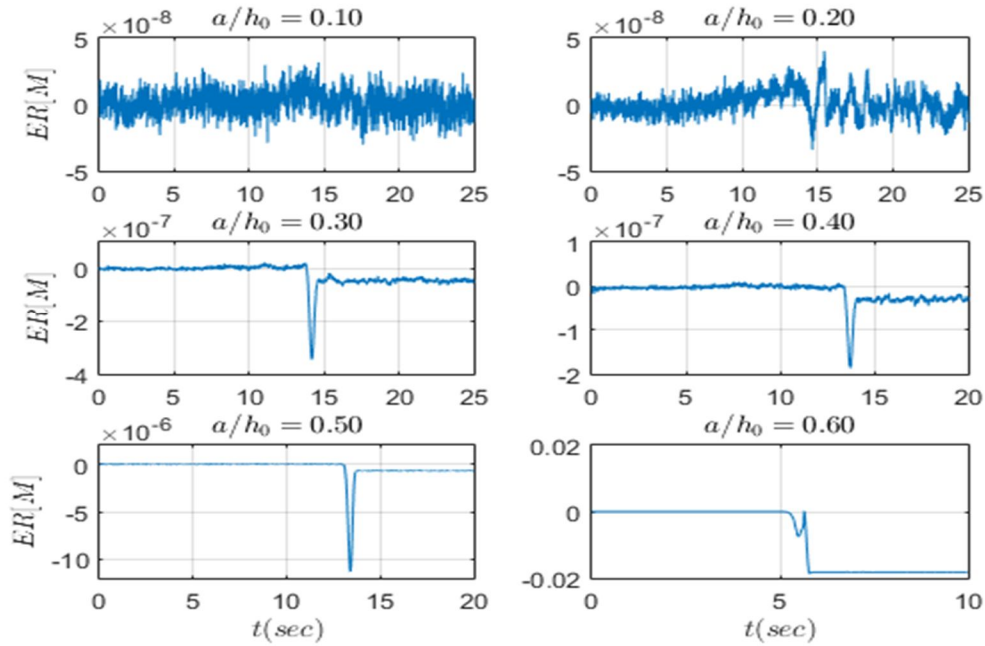 ×10⁻⁸ a/h₀ = 0.10 ×10⁻⁸ a/h₀ = 0.20
5 5
ER[M] 0 0
-5 -5
0 5 10 15 20 25 0 5 10 15 20 25
×10⁻⁷ a/h₀ = 0.30 ×10⁻⁷ a/h₀ = 0.40
1
0 0
ER[M] -2 -1
-4 -2
0 5 10 15 20 25 0 5 10 15 20
×10⁻⁶ a/h₀ = 0.50 a/h₀ = 0.60
0.02
0 0
ER[M] -5
-10 -0.02
0 5 10 15 20 0 5 10
t(sec) t(sec)